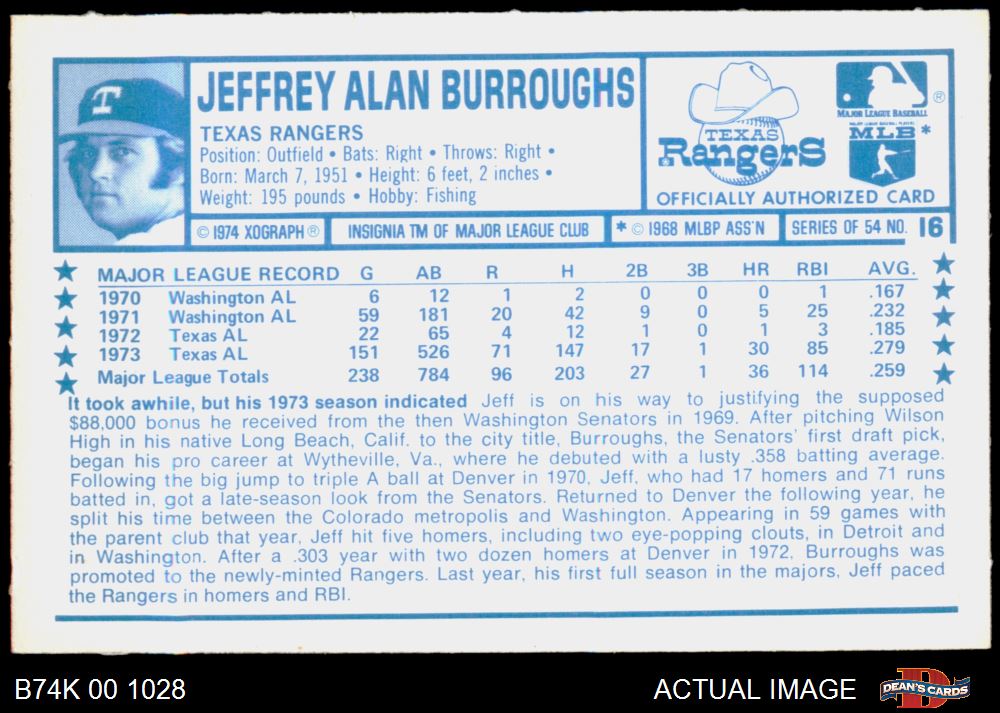 T
JEFFREY ALAN BURROUGHS
TEXAS RANGERS
Position: Outfield • Bats: Right • Throws: Right •
Born: March 7, 1951 • Height: 6 feet, 2 inches •
Weight: 195 pounds • Hobby: Fishing
TEXAS
RangerS
®
MAJOR LEAGUE BASEBALL
MAJOR LEAGUE BASEBALL PLAYERS
MLB*
OFFICIALLY AUTHORIZED CARD
© 1974 XOGRAPH ® INSIGNIA TM OF MAJOR LEAGUE CLUB * © 1968 MLBP ASS'N SERIES OF 54 NO. 16
MAJOR LEAGUE RECORD G AB R H 2B 3B HR RBI AVG.
1970 Washington AL 6 12 1 2 0 0 0 1 .167
1971 Washington AL 59 181 20 42 9 0 5 25 .232
1972 Texas AL 22 65 4 12 1 0 1 3 .185
1973 Texas AL 151 526 71 147 17 1 30 85 .279
Major League Totals 238 784 96 203 27 1 36 114 .259
It took awhile, but his 1973 season indicated Jeff is on his way to justifying the supposed
$88,000 bonus he received from the then Washington Senators in 1969. After pitching Wilson
High in his native Long Beach, Calif. to the city title, Burroughs, the Senators' first draft pick,
began his pro career at Wytheville, Va., where he debuted with a lusty .358 batting average.
Following the big jump to triple A ball at Denver in 1970, Jeff, who had 17 homers and 71 runs
batted in, got a late-season look from the Senators. Returned to Denver the following year, he
split his time between the Colorado metropolis and Washington. Appearing in 59 games with
the parent club that year, Jeff hit five homers, including two eye-popping clouts, in Detroit and
in Washington. After a .303 year with two dozen homers at Denver in 1972, Burroughs was
promoted to the newly-minted Rangers. Last year, his first full season in the majors, Jeff paced
the Rangers in homers and RBI.
B74K 00 1028
ACTUAL IMAGE
D
DEAN'S CARDS